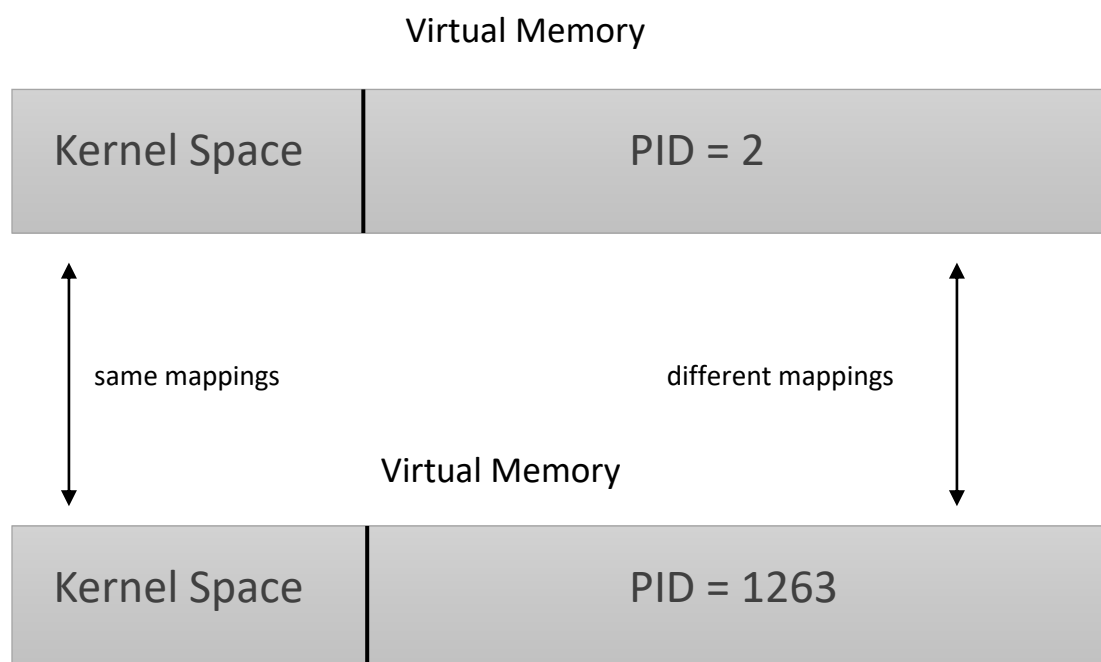 Virtual Memory
Kernel Space PID = 2
same mappings different mappings
Virtual Memory
Kernel Space PID = 1263